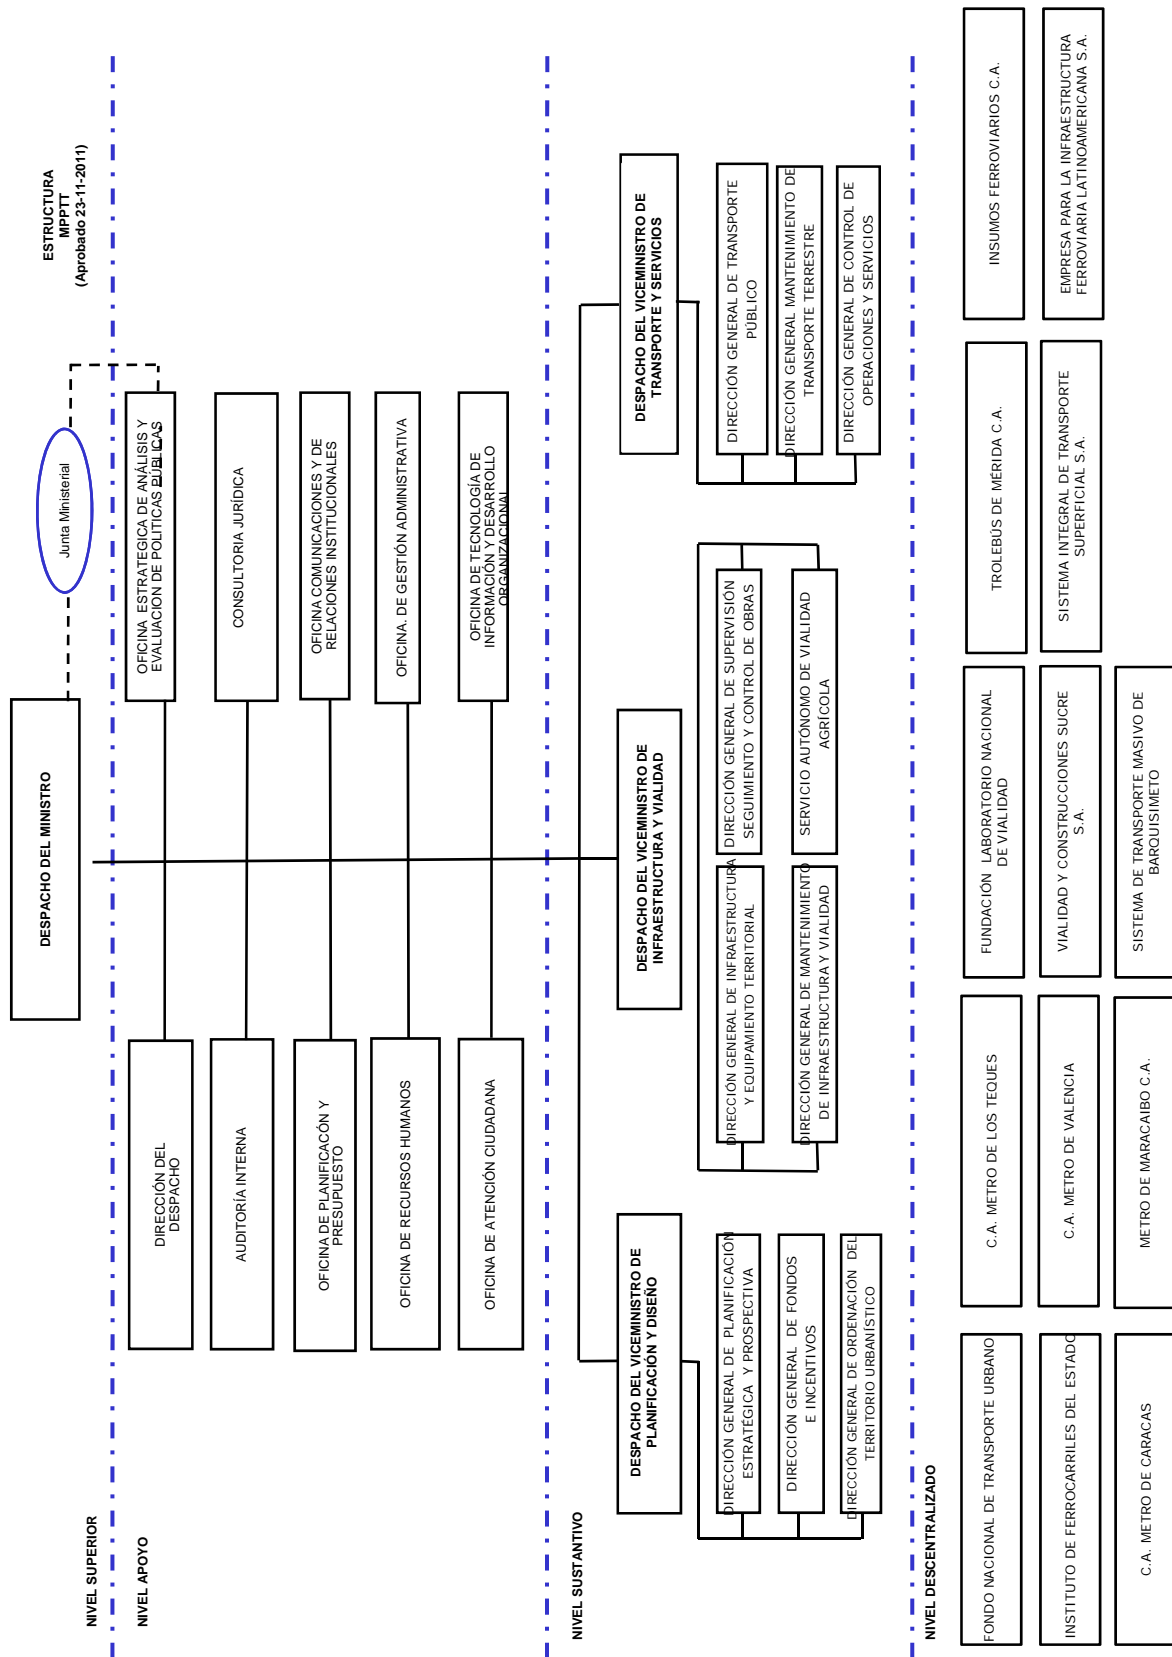 ESTRUCTURA
MPPTT
(Aprobado 23-11-2011)
DESPACHO DEL MINISTRO
Junta Ministerial
NIVEL SUPERIOR
NIVEL APOYO
DIRECCIÓN DEL
DESPACHO
OFICINA ESTRATEGICA DE ANÁLISIS Y
EVALUACION DE POLITICAS PÚBLICAS
AUDITORÍA INTERNA
CONSULTORIA JURÍDICA
OFICINA DE PLANIFICACÓN Y
PRESUPUESTO
OFICINA COMUNICACIONES Y DE
RELACIONES INSTITUCIONALES
OFICINA DE RECURSOS HUMANOS
OFICINA. DE GESTIÓN ADMINISTRATIVA
OFICINA DE ATENCIÓN CIUDADANA
OFICINA DE TECNOLOGÍA DE
INFORMACIÓN Y DESARROLLO
ORGANIZACIONAL
NIVEL SUSTANTIVO
DESPACHO DEL VICEMINISTRO DE
PLANIFICACIÓN Y DISEÑO
DIRECCIÓN GENERAL DE PLANIFICACIÓN
ESTRATÉGICA Y PROSPECTIVA
DIRECCIÓN GENERAL DE FONDOS
E INCENTIVOS
DIRECCIÓN GENERAL DE ORDENACIÓN DEL
TERRITORIO URBANÍSTICO
DESPACHO DEL VICEMINISTRO DE
INFRAESTRUCTURA Y VIALIDAD
DIRECCIÓN GENERAL DE INFRAESTRUCTURA
Y EQUIPAMIENTO TERRITORIAL
DIRECCIÓN GENERAL DE SUPERVISIÓN
SEGUIMIENTO Y CONTROL DE OBRAS
DIRECCIÓN GENERAL DE MANTENIMIENTO
DE INFRAESTRUCTURA Y VIALIDAD
SERVICIO AUTÓNOMO DE VIALIDAD
AGRÍCOLA
DESPACHO DEL VICEMINISTRO DE
TRANSPORTE Y SERVICIOS
DIRECCIÓN GENERAL DE TRANSPORTE
PÚBLICO
DIRECCIÓN GENERAL MANTENIMIENTO DE
TRANSPORTE TERRESTRE
DIRECCIÓN GENERAL DE CONTROL DE
OPERACIONES Y SERVICIOS
NIVEL DESCENTRALIZADO
FONDO NACIONAL DE TRANSPORTE URBANO
C.A. METRO DE LOS TEQUES
FUNDACIÓN LABORATORIO NACIONAL
DE VIALIDAD
TROLEBÚS DE MÉRIDA C.A.
INSUMOS FERROVIARIOS C.A.
INSTITUTO DE FERROCARRILES DEL ESTADO
C.A. METRO DE VALENCIA
VIALIDAD Y CONSTRUCCIONES SUCRE
S.A.
SISTEMA INTEGRAL DE TRANSPORTE
SUPERFICIAL S.A.
EMPRESA PARA LA INFRAESTRUCTURA
FERROVIARIA LATINOAMERICANA S.A.
C.A. METRO DE CARACAS
METRO DE MARACAIBO C.A.
SISTEMA DE TRANSPORTE MASIVO DE
BARQUISIMETO